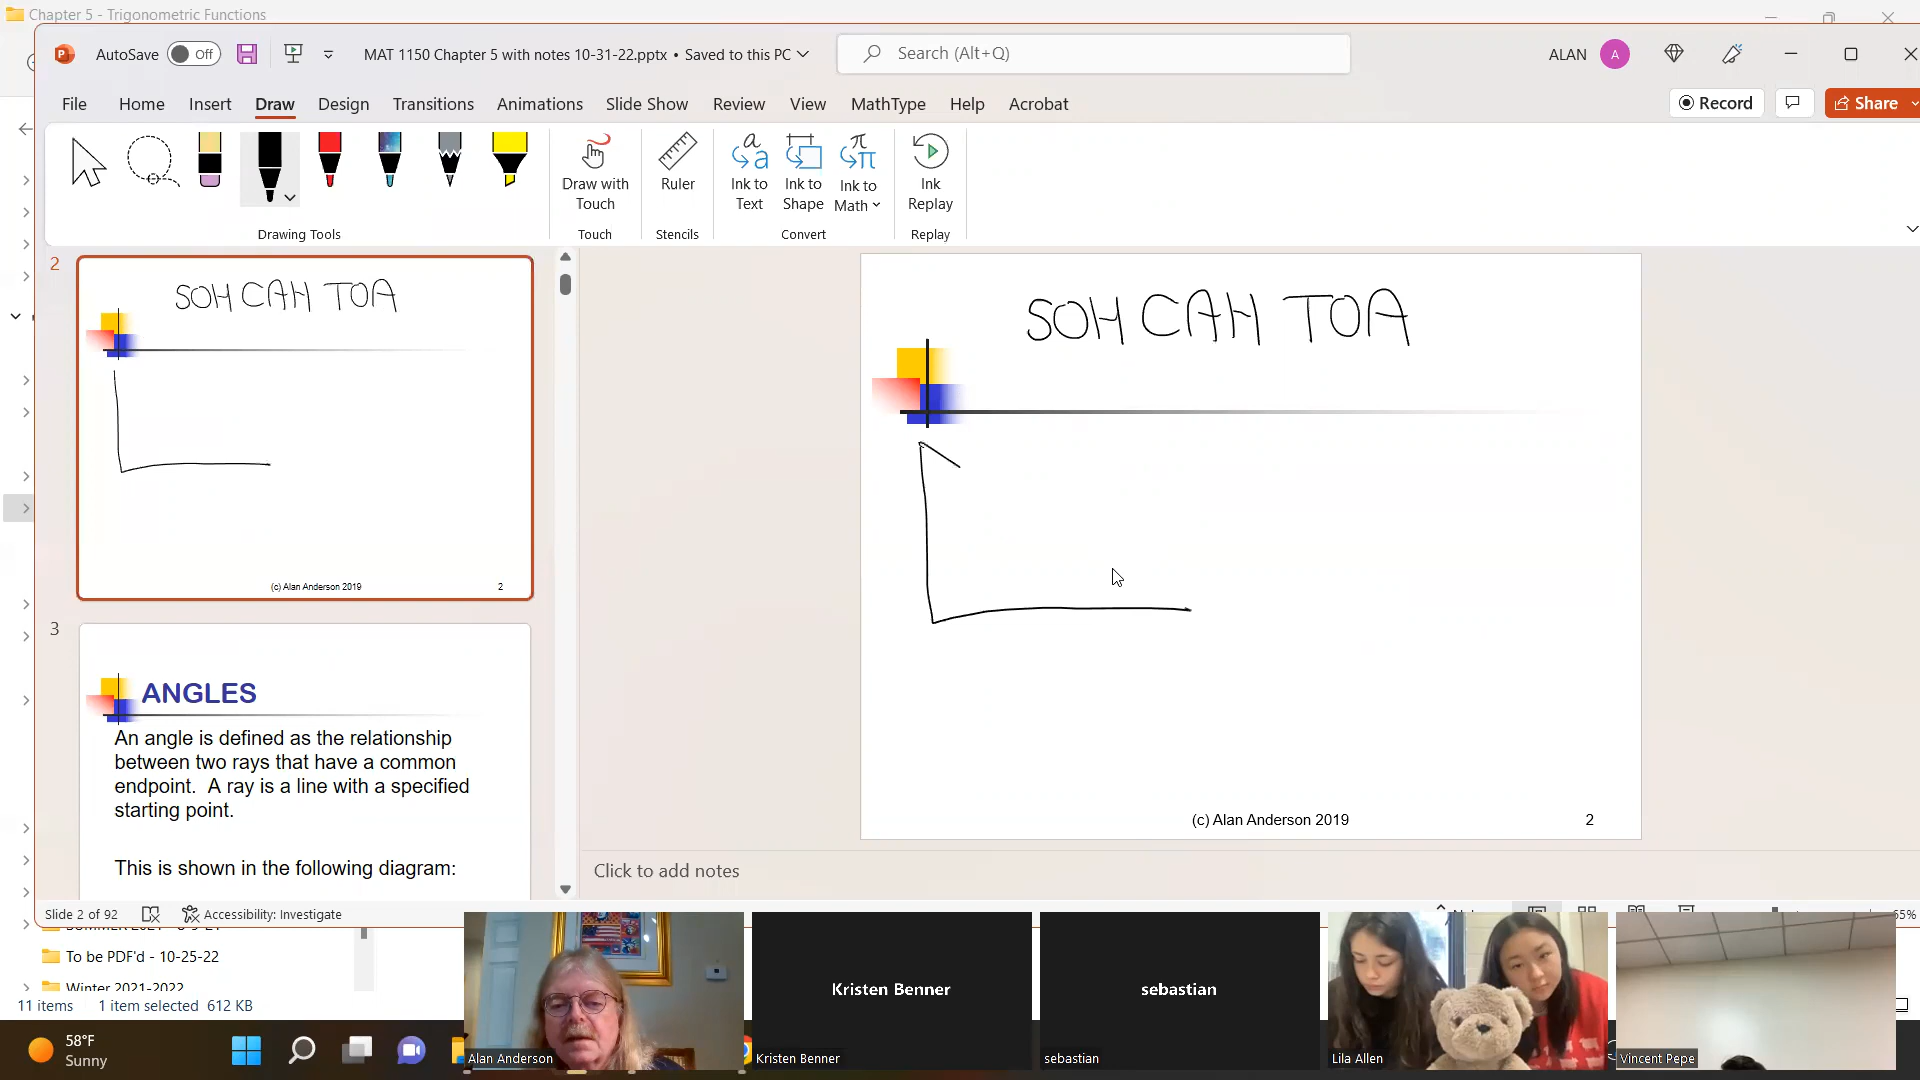 Chapter 5 - Trigonometric Functions
AutoSave Off MAT 1150 Chapter 5 with notes 10-31-22.pptx • Saved to this PC Search (Alt+Q) ALAN A
File Home Insert Draw Design Transitions Animations Slide Show Review View MathType Help Acrobat Record Share
Draw with Touch
Ruler
Ink to Text
Ink to Shape
Ink to Math
Ink Replay
Drawing Tools Touch Stencils Convert Replay
2
SOH CAH TOA
(c) Alan Anderson 2019 2
3
ANGLES
An angle is defined as the relationship
between two rays that have a common
endpoint. A ray is a line with a specified
starting point.
This is shown in the following diagram:
SOH CAH TOA
(c) Alan Anderson 2019 2
Click to add notes
Slide 2 of 92 Accessibility: Investigate
To be PDF'd - 10-25-22
Winter 2021-2022
11 items 1 item selected 612 KB
58°F
Sunny
Alan Anderson
Kristen Benner
Kristen Benner
sebastian
sebastian
Lila Allen
Vincent Pepe